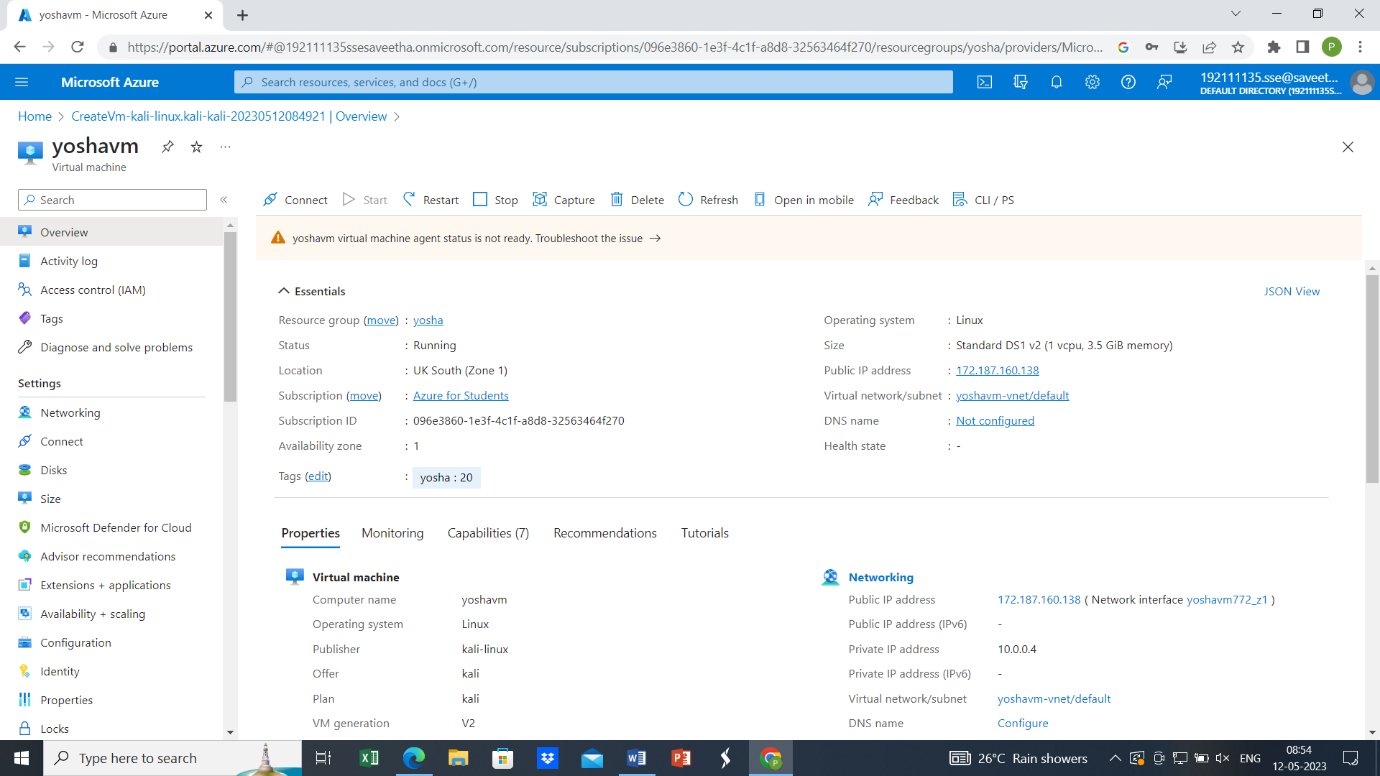 yoshavm - Microsoft Azure
https://portal.azure.com/#@192111135ssesaveetha.onmicrosoft.com/resource/subscriptions/096e3860-1e3f-4c1f-a8d8-32563464f270/resourcegroups/yosha/providers/Micro...
P
Microsoft Azure
Search resources, services, and docs (G+/)
192111135.sse@saveet...
DEFAULT DIRECTORY (192111135S...
Home > CreateVm-kali-linux.kali-kali-20230512084921 | Overview >
yoshavm
Virtual machine
Search
Connect Start Restart Stop Capture Delete Refresh Open in mobile Feedback CLI / PS
yoshavm virtual machine agent status is not ready. Troubleshoot the issue →
Overview
Activity log
Access control (IAM)
Tags
Diagnose and solve problems
Settings
Networking
Connect
Disks
Size
Microsoft Defender for Cloud
Advisor recommendations
Extensions + applications
Availability + scaling
Configuration
Identity
Properties
Locks
Essentials
JSON View
Resource group (move) : yosha
Status : Running
Location : UK South (Zone 1)
Subscription (move) : Azure for Students
Subscription ID : 096e3860-1e3f-4c1f-a8d8-32563464f270
Availability zone : 1
Tags (edit) : yosha : 20
Operating system : Linux
Size : Standard DS1 v2 (1 vcpu, 3.5 GiB memory)
Public IP address : 172.187.160.138
Virtual network/subnet : yoshavm-vnet/default
DNS name : Not configured
Health state : -
Properties Monitoring Capabilities (7) Recommendations Tutorials
Virtual machine
Computer name yoshavm
Operating system Linux
Publisher kali-linux
Offer kali
Plan kali
VM generation V2
Networking
Public IP address 172.187.160.138 ( Network interface yoshavm772_z1 )
Public IP address (IPv6) -
Private IP address 10.0.0.4
Private IP address (IPv6) -
Virtual network/subnet yoshavm-vnet/default
DNS name Configure
Type here to search
26°C Rain showers
ENG
08:54
12-05-2023